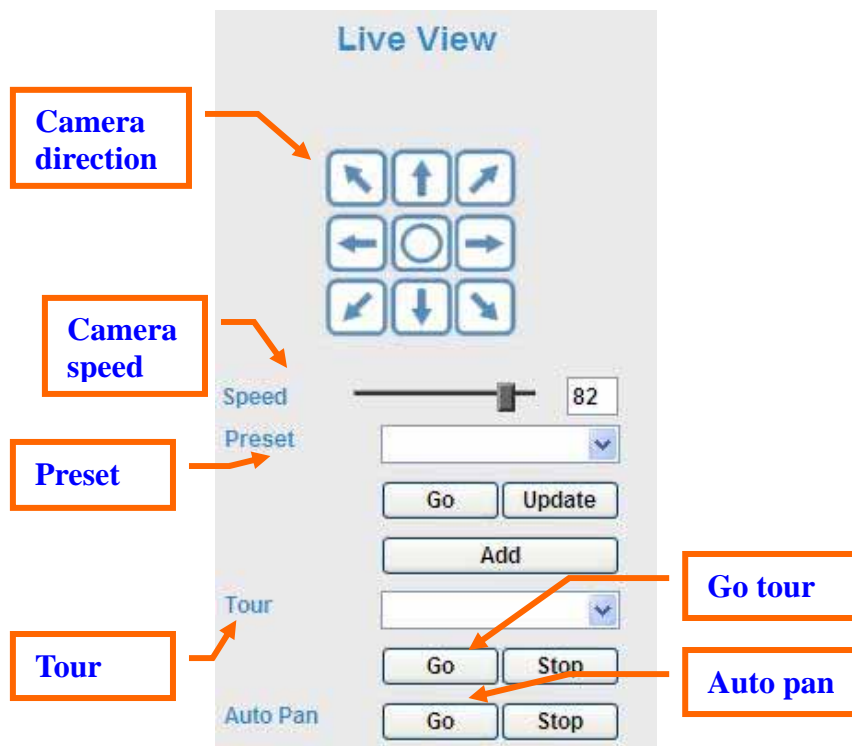 Live View
Camera
direction
Camera
speed
Speed
82
Preset
Preset
Go
Update
Add
Tour
Go tour
Tour
Go
Stop
Auto pan
Auto Pan
Go
Stop